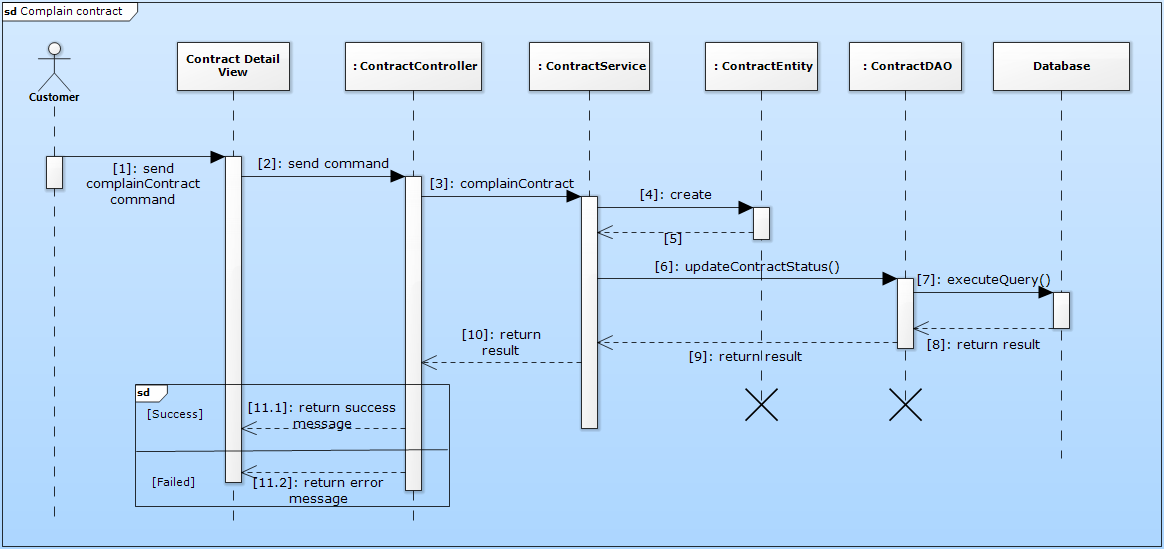 sd Complain contract
Customer
Contract Detail
View
: ContractController
: ContractService
: ContractEntity
: ContractDAO
Database
[1]: send
complainContract
command
[2]: send command
[3]: complainContract
[4]: create
[5]
[6]: updateContractStatus()
[7]: executeQuery()
[8]: return result
[9]: return result
[10]: return
result
sd
[Success]
[11.1]: return success
message
[Failed]
[11.2]: return error
message